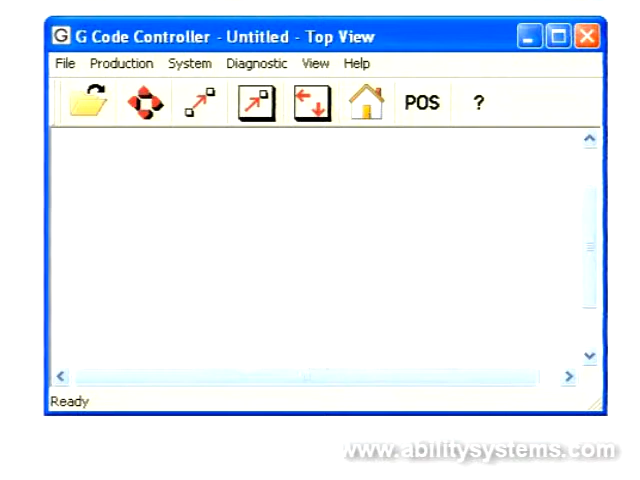 G G Code Controller - Untitled - Top View
File Production System Diagnostic View Help
POS ?
Ready
www.abilitysystems.com